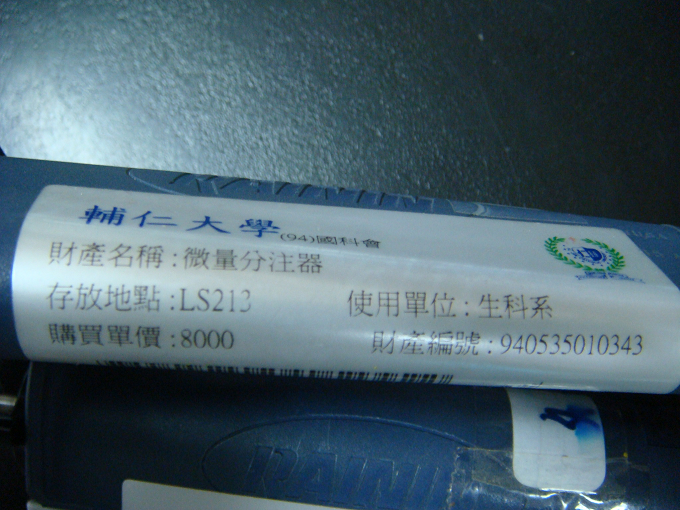 輔仁大學 (94)國科會
財產名稱:微量分注器
存放地點:LS213 使用單位:生科系
購買單價:8000 財產編號:940535010343
RAININ